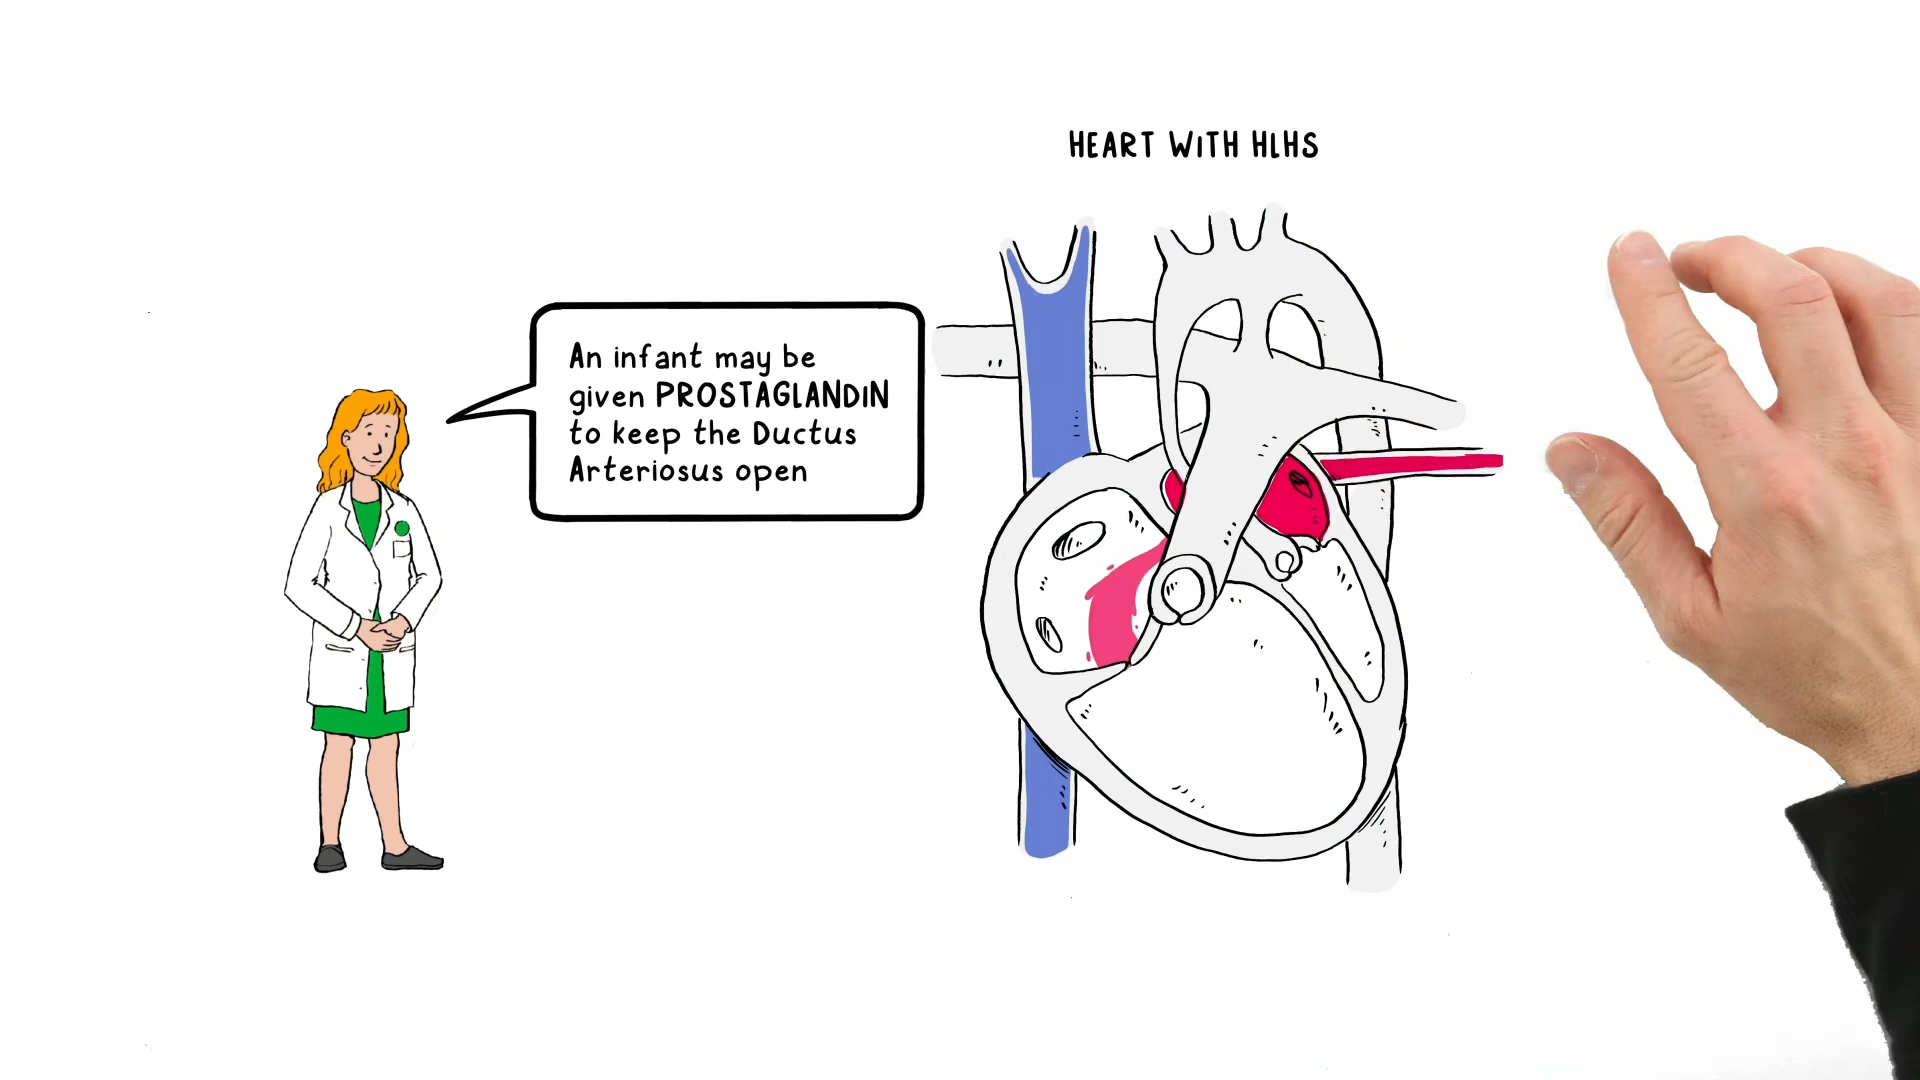 HEART WITH HLHS
An infant may be
given PROSTAGLANDIN
to keep the Ductus
Arteriosus open